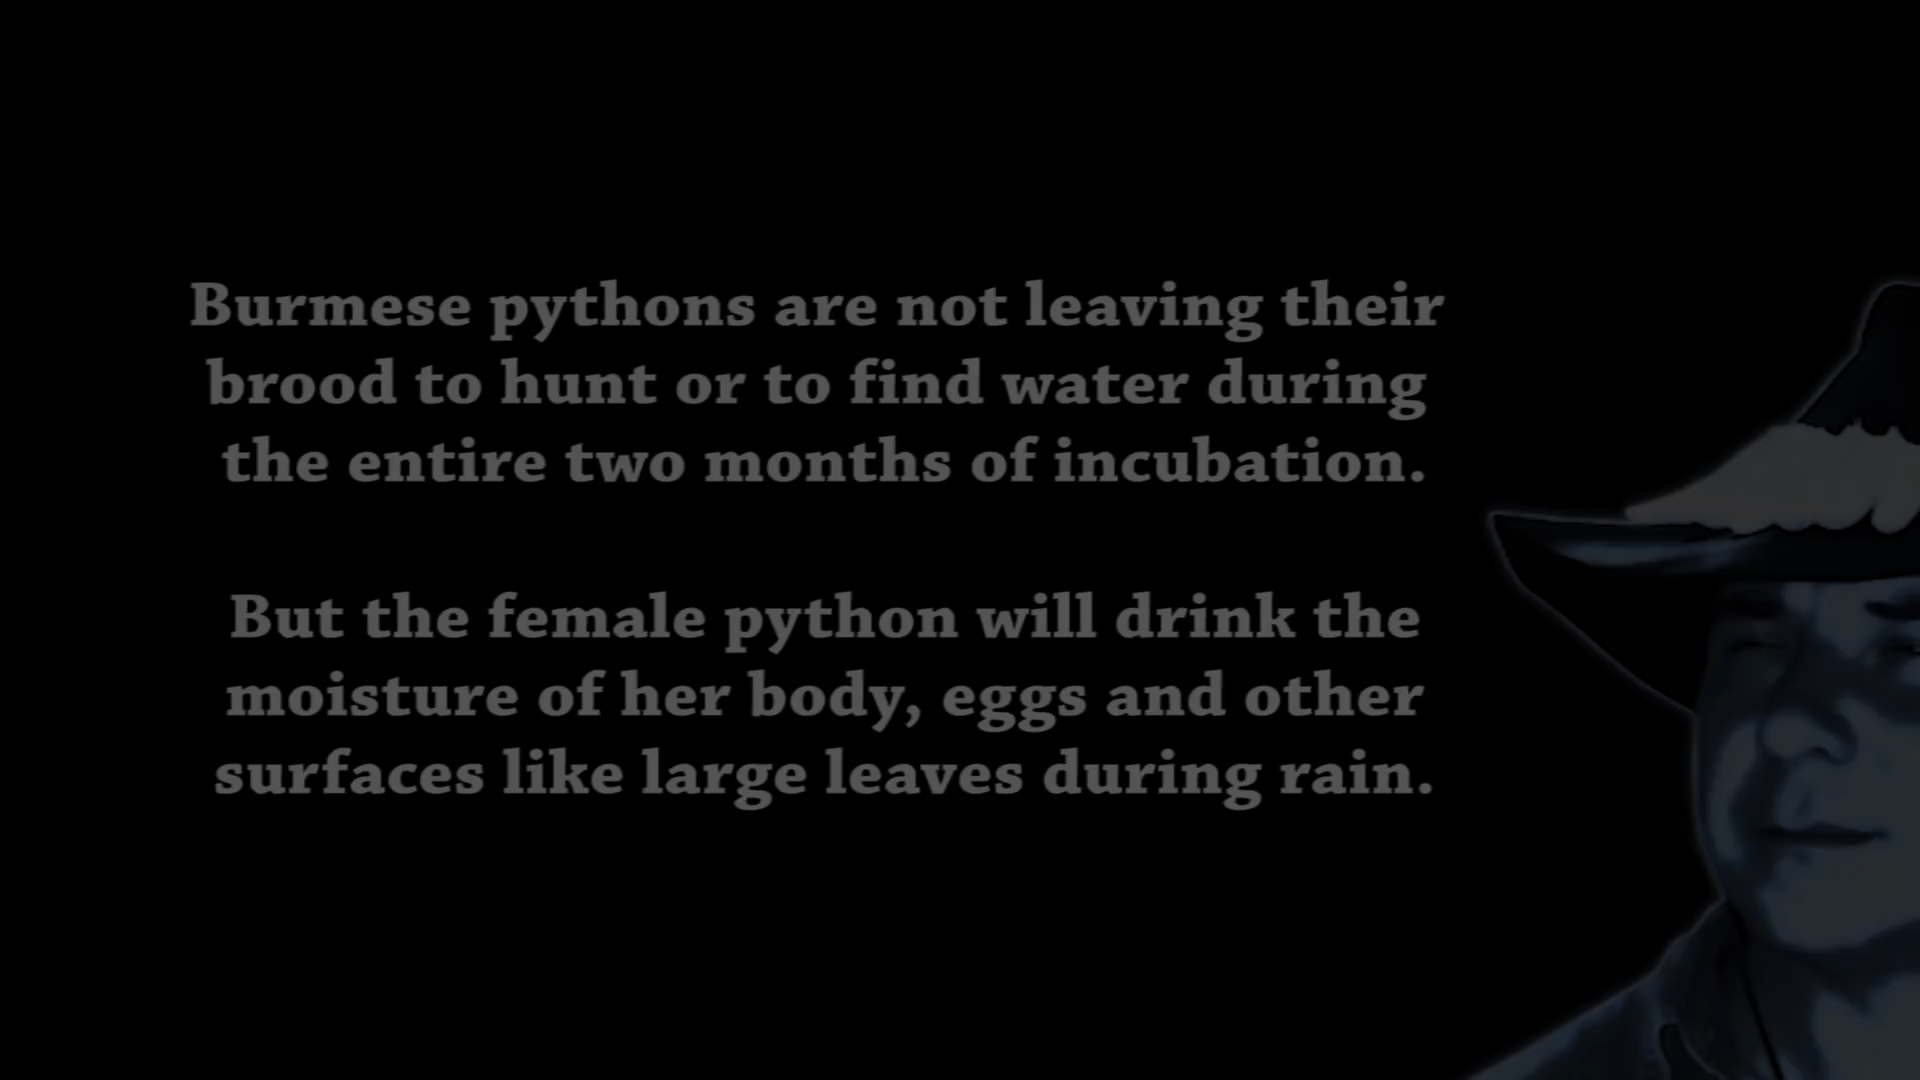 Burmese pythons are not leaving their
brood to hunt or to find water during
the entire two months of incubation.
But the female python will drink the
moisture of her body, eggs and other
surfaces like large leaves during rain.